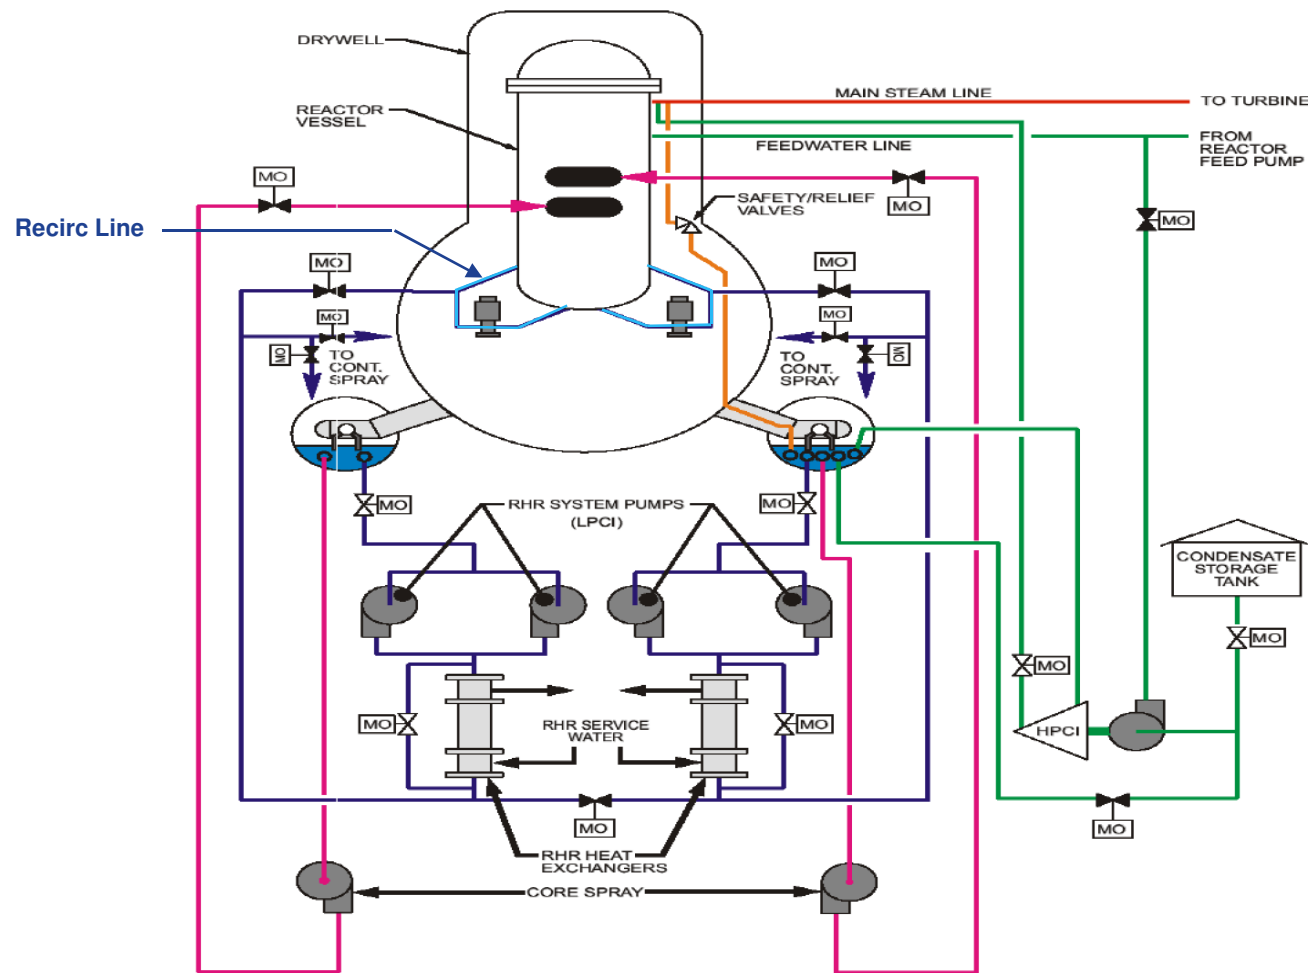 DRYWELL
MAIN STEAM LINE
TO TURBINE
REACTOR
VESSEL
FEEDWATER LINE
FROM
REACTOR
FEED PUMP
MO
MO
SAFETY/RELIEF
VALVES
MO
Recirc Line
MO
MO
MO
MO
MO
MO
TO
CONT.
SPRAY
TO
CONT.
SPRAY
MO
RHR SYSTEM PUMPS
(LPCI)
MO
CONDENSATE
STORAGE
TANK
MO
MO
MO
RHR SERVICE
WATER
MO
HPCI
MO
MO
RHR HEAT
EXCHANGERS
CORE SPRAY